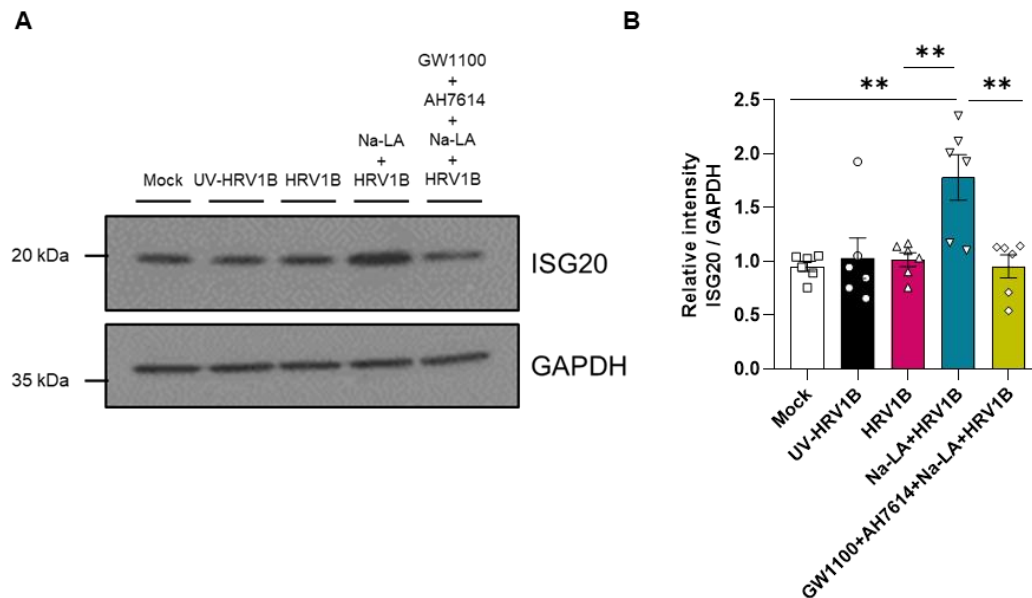 A
GW1100
+
AH7614
+
Na-LA
+
HRV1B
Na-LA
+
HRV1B
Mock
UV-HRV1B
HRV1B
20 kDa
ISG20
35 kDa
GAPDH
B
**
**
**
Relative intensity
ISG20 / GAPDH
2.5
2.0
1.5
1.0
0.5
0.0
Mock
UV-HRV1B
HRV1B
Na-LA+HRV1B
GW1100+AH7614+Na-LA+HRV1B